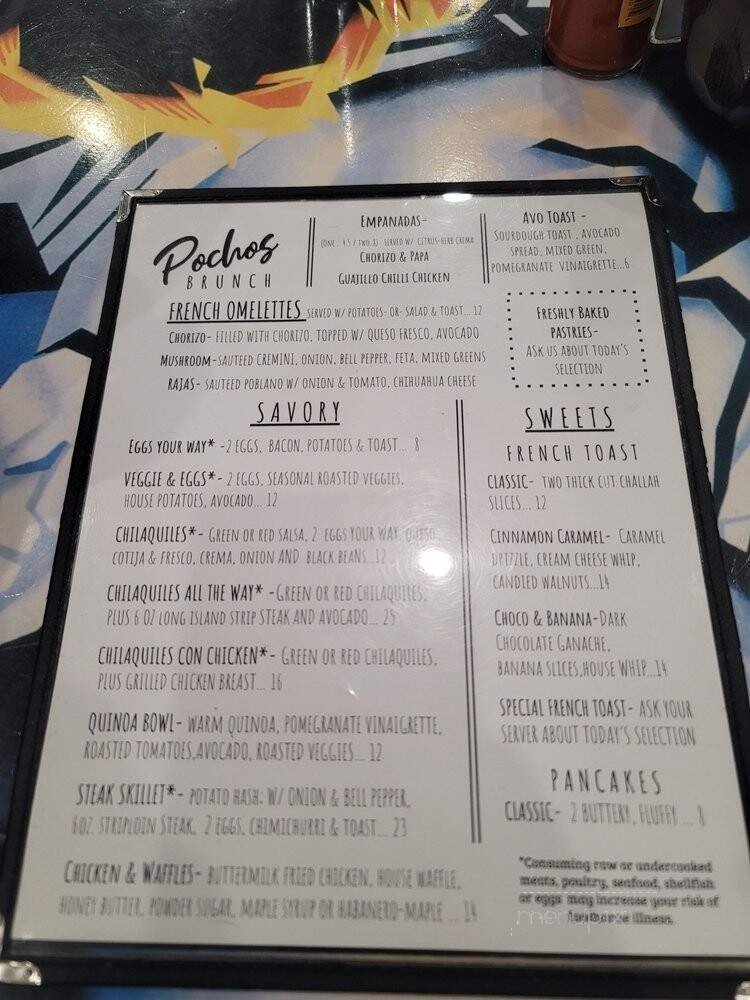 Pochos
BRUNCH
EMPANADAS-
(ONE... 4.5 / TWO..8) SERVED W/ CITRUS-HERB CREMA
CHORIZO & PAPA
GUAJILLO CHILLI CHICKEN
AVO TOAST -
SOURDOUGH TOAST , AVOCADO
SPREAD, MIXED GREEN,
POMEGRANATE VINAIGRETTE..6
FRENCH OMELETTES SERVED W/ POTATOES- OR- SALAD & TOAST... 12
CHORIZO- FILLED WITH CHORIZO, TOPPED W/ QUESO FRESCO, AVOCADO
MUSHROOM-SAUTEED CREMINI, ONION, BELL PEPPER, FETA, MIXED GREENS
RAJAS- SAUTEED POBLANO W/ ONION & TOMATO, CHIHUAHUA CHEESE
FRESHLY BAKED
PASTRIES-
ASK US ABOUT TODAY'S
SELECTION
SAVORY
EGGS YOUR WAY* -2 EGGS, BACON, POTATOES & TOAST... 8
VEGGIE & EGGS*- 2 EGGS, SEASONAL ROASTED VEGGIES,
HOUSE POTATOES, AVOCADO... 12
CHILAQUILES*- GREEN OR RED SALSA, 2 EGGS YOUR WAY, QUESO
COTIJA & FRESCO, CREMA, ONION AND BLACK BEANS...12
CHILAQUILES ALL THE WAY* -GREEN OR RED CHILAQUILES,
PLUS 6 OZ LONG ISLAND STRIP STEAK AND AVOCADO... 25
CHILAQUILES CON CHICKEN*- GREEN OR RED CHILAQUILES,
PLUS GRILLED CHICKEN BREAST... 16
QUINOA BOWL- WARM QUINOA, POMEGRANATE VINAIGRETTE,
ROASTED TOMATOES,AVOCADO, ROASTED VEGGIES... 12
STEAK SKILLET*- POTATO HASH: W/ ONION & BELL PEPPER,
6OZ. STRIPLOIN STEAK, 2 EGGS, CHIMICHURRI & TOAST... 23
CHICKEN & WAFFLES- BUTTERMILK FRIED CHICKEN, HOUSE WAFFLE,
HONEY BUTTER, POWDER SUGAR, MAPLE SYRUP OR HABANERO-MAPLE ... 14
SWEETS
FRENCH TOAST
CLASSIC- TWO THICK CUT CHALLAH
SLICES... 12
CINNAMON CARAMEL- CARAMEL
DRIZZLE, CREAM CHEESE WHIP,
CANDIED WALNUTS...14
CHOCO & BANANA-DARK
CHOCOLATE GANACHE,
BANANA SLICES,HOUSE WHIP...14
SPECIAL FRENCH TOAST- ASK YOUR
SERVER ABOUT TODAY'S SELECTION
PANCAKES
CLASSIC- 2 BUTTERY, FLUFFY ...
*Consuming raw or undercooked
meats, poultry, seafood, shellfish
or eggs may increase your risk of
foodborne illness.